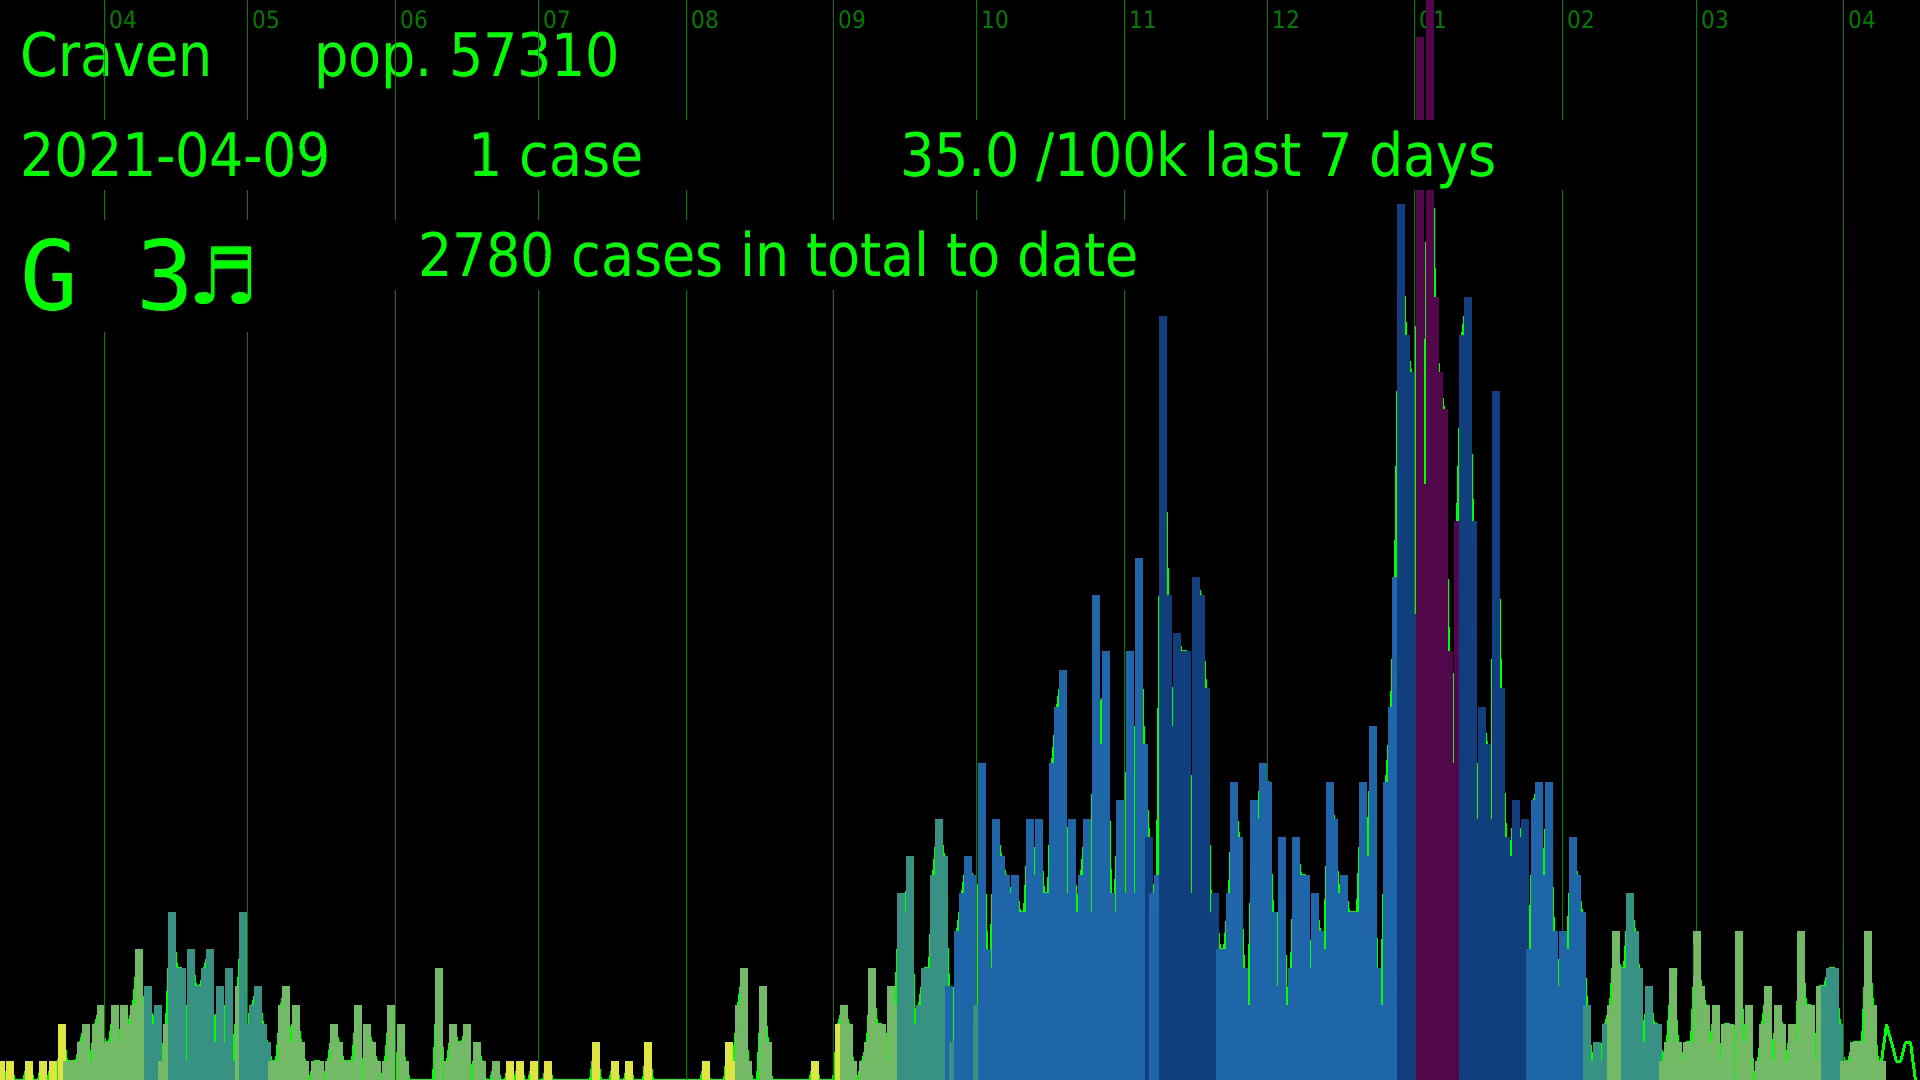 04 05 06 07 08 09 10 11 12 01 02 03 04
Craven pop. 57310
2021-04-09 1 case 35.0 /100k last 7 days
G 3♬ 2780 cases in total to date